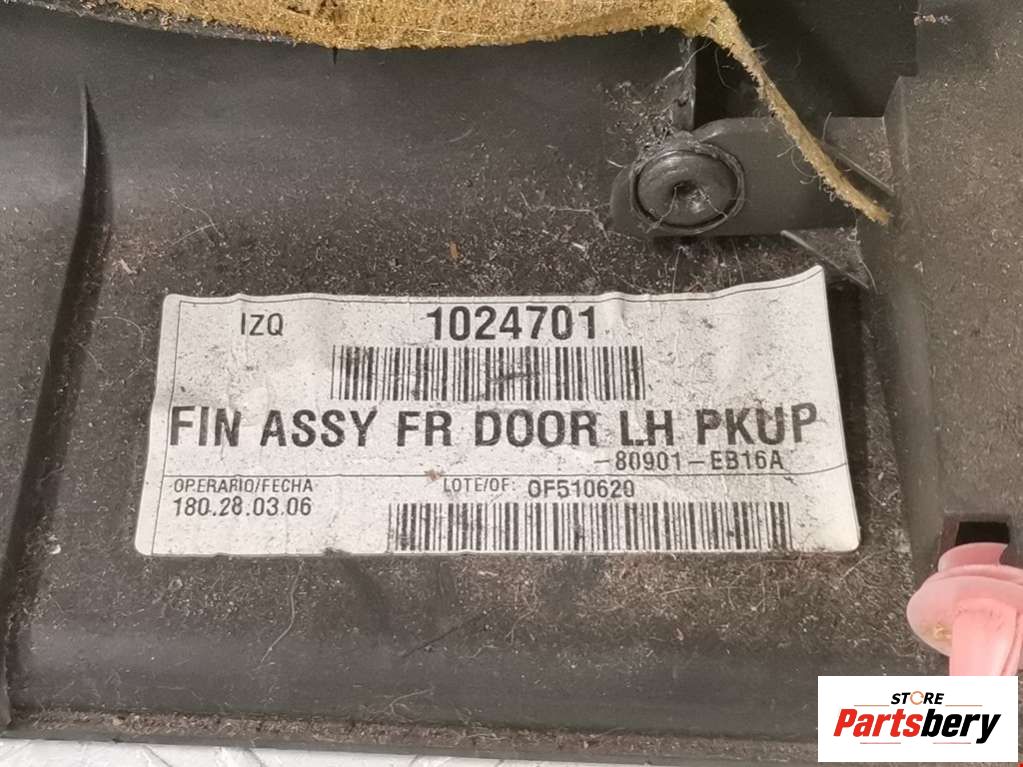 IZQ 1024701
FIN ASSY FR DOOR LH PKUP
-80901-EB16A
OPERARIO/FECHA LOTE/OF: OF510620
180.28.03.06
STORE
Partsbery